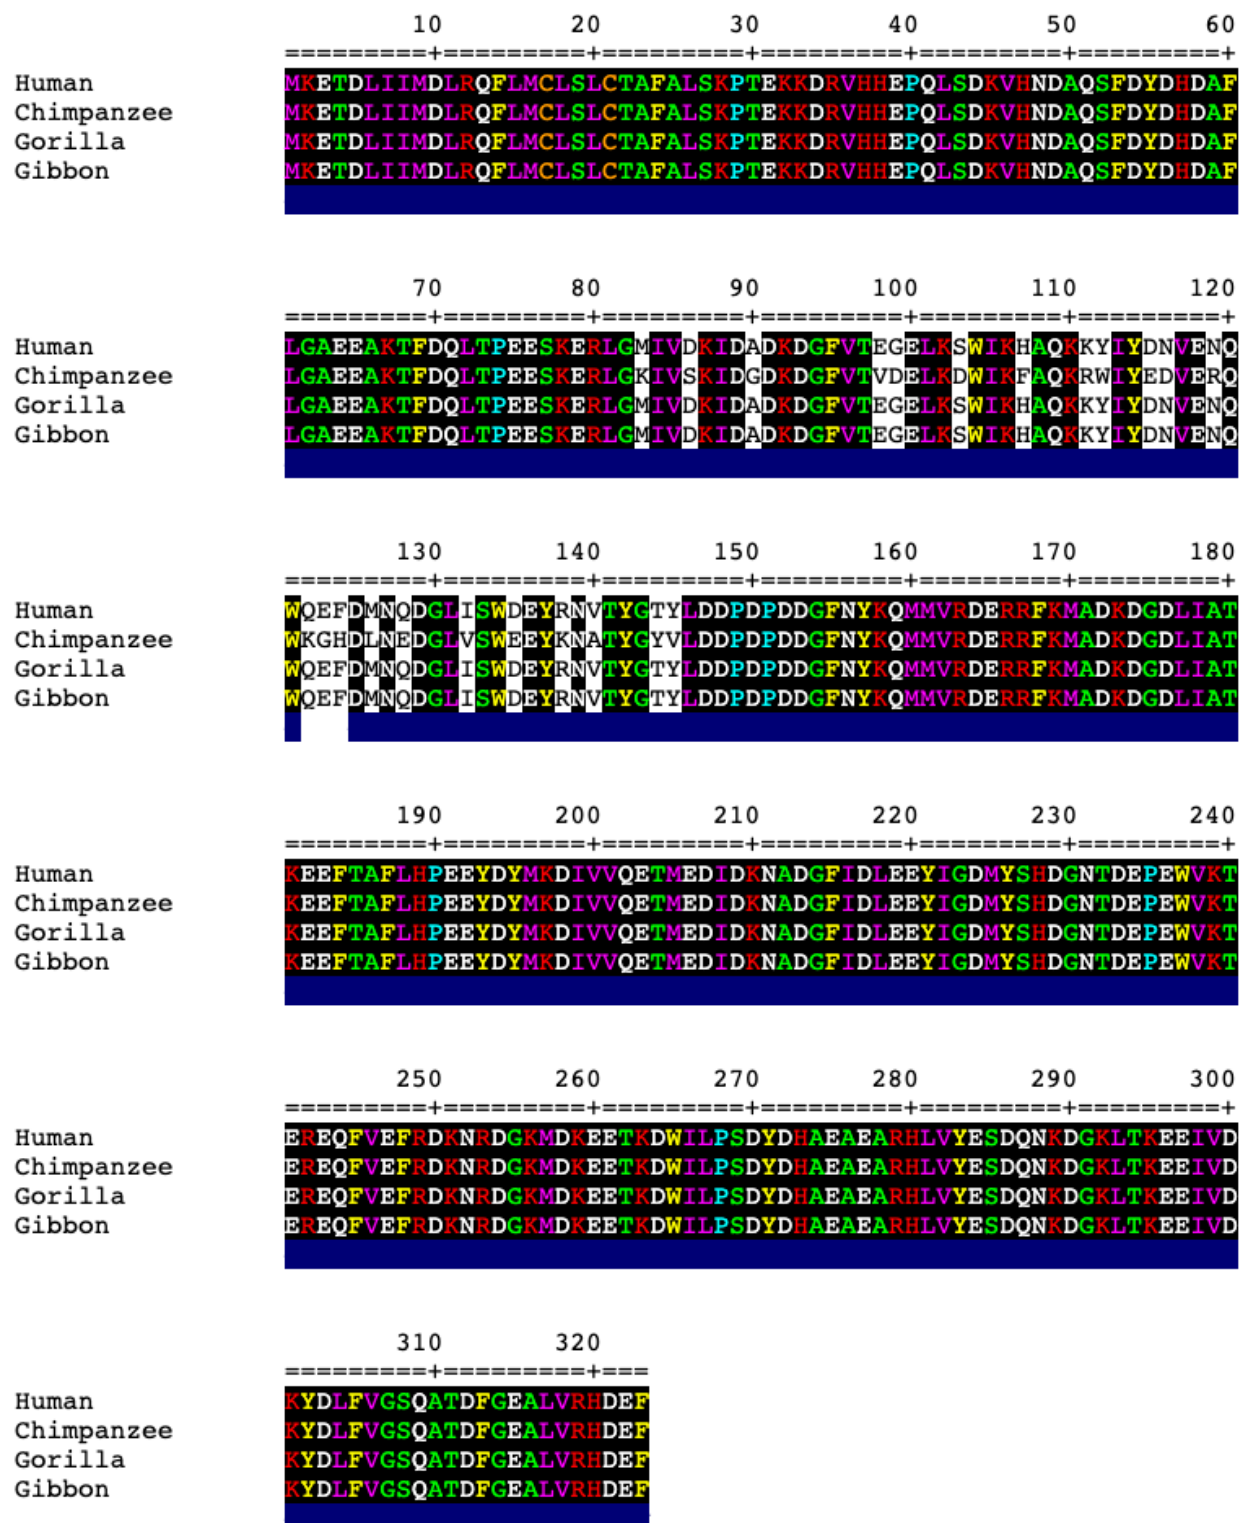 10 20 30 40 50 60
=========+=========+=========+=========+=========+=========+
Human MKETDLIIMDLRQFLMCLSLCTAFALSKPTEKKDRVHHEPQLSDKVHNDAQSFDYDHDAF
Chimpanzee MKETDLIIMDLRQFLMCLSLCTAFALSKPTEKKDRVHHEPQLSDKVHNDAQSFDYDHDAF
Gorilla MKETDLIIMDLRQFLMCLSLCTAFALSKPTEKKDRVHHEPQLSDKVHNDAQSFDYDHDAF
Gibbon MKETDLIIMDLRQFLMCLSLCTAFALSKPTEKKDRVHHEPQLSDKVHNDAQSFDYDHDAF
70 80 90 100 110 120
=========+=========+=========+=========+=========+=========+
Human LGAEEAKTFDQLTPEESKERLGMIVDKIDADKDGFVTEGELKSWIKHAQKKYIYDNVENQ
Chimpanzee LGAEEAKTFDQLTPEESKERLGKIVSKIDGDKDGFVTVDELKDWIKFAQKRWIYEDVERQ
Gorilla LGAEEAKTFDQLTPEESKERLGMIVDKIDADKDGFVTEGELKSWIKHAQKKYIYDNVENQ
Gibbon LGAEEAKTFDQLTPEESKERLGMIVDKIDADKDGFVTEGELKSWIKHAQKKYIYDNVENQ
130 140 150 160 170 180
=========+=========+=========+=========+=========+=========+
Human WQEFDMNQDGLISWDEYRNVTYGTYLDDPDPDDGFNYKQMMVRDERRFKMADKDGDLIAT
Chimpanzee WKGHDLNEDGLVSWEEYKNATYGYVLDDPDPDDGFNYKQMMVRDERRFKMADKDGDLIAT
Gorilla WQEFDMNQDGLISWDEYRNVTYGTYLDDPDPDDGFNYKQMMVRDERRFKMADKDGDLIAT
Gibbon WQEFDMNQDGLISWDEYRNVTYGTYLDDPDPDDGFNYKQMMVRDERRFKMADKDGDLIAT
190 200 210 220 230 240
=========+=========+=========+=========+=========+=========+
Human KEEFTAFLHPEEYDYMKDIVVQETMEDIDKNADGFIDLEEYIGDMYSHDGNTDEPEWVKT
Chimpanzee KEEFTAFLHPEEYDYMKDIVVQETMEDIDKNADGFIDLEEYIGDMYSHDGNTDEPEWVKT
Gorilla KEEFTAFLHPEEYDYMKDIVVQETMEDIDKNADGFIDLEEYIGDMYSHDGNTDEPEWVKT
Gibbon KEEFTAFLHPEEYDYMKDIVVQETMEDIDKNADGFIDLEEYIGDMYSHDGNTDEPEWVKT
250 260 270 280 290 300
=========+=========+=========+=========+=========+=========+
Human EREQFVEFRDKNRDGKMDKEETKDWILPSDYDHAEAEARHLVYESDQNKDGKLTKEEIVD
Chimpanzee EREQFVEFRDKNRDGKMDKEETKDWILPSDYDHAEAEARHLVYESDQNKDGKLTKEEIVD
Gorilla EREQFVEFRDKNRDGKMDKEETKDWILPSDYDHAEAEARHLVYESDQNKDGKLTKEEIVD
Gibbon EREQFVEFRDKNRDGKMDKEETKDWILPSDYDHAEAEARHLVYESDQNKDGKLTKEEIVD
310 320
=========+=========+===
Human KYDLFVGSQATDFGEALVRHDEF
Chimpanzee KYDLFVGSQATDFGEALVRHDEF
Gorilla KYDLFVGSQATDFGEALVRHDEF
Gibbon KYDLFVGSQATDFGEALVRHDEF